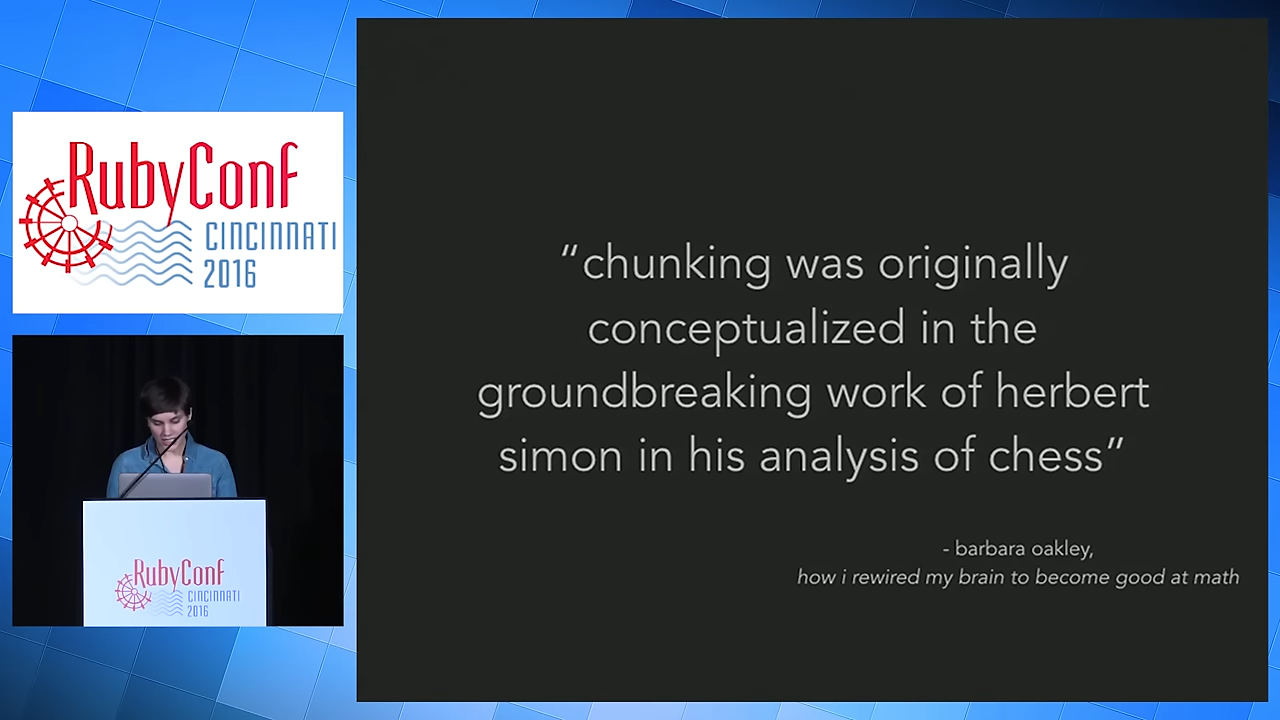 RubyConf
CINCINNATI
2016
RubyConf
CINCINNATI
2016
“chunking was originally
conceptualized in the
groundbreaking work of herbert
simon in his analysis of chess”
- barbara oakley,
how i rewired my brain to become good at math